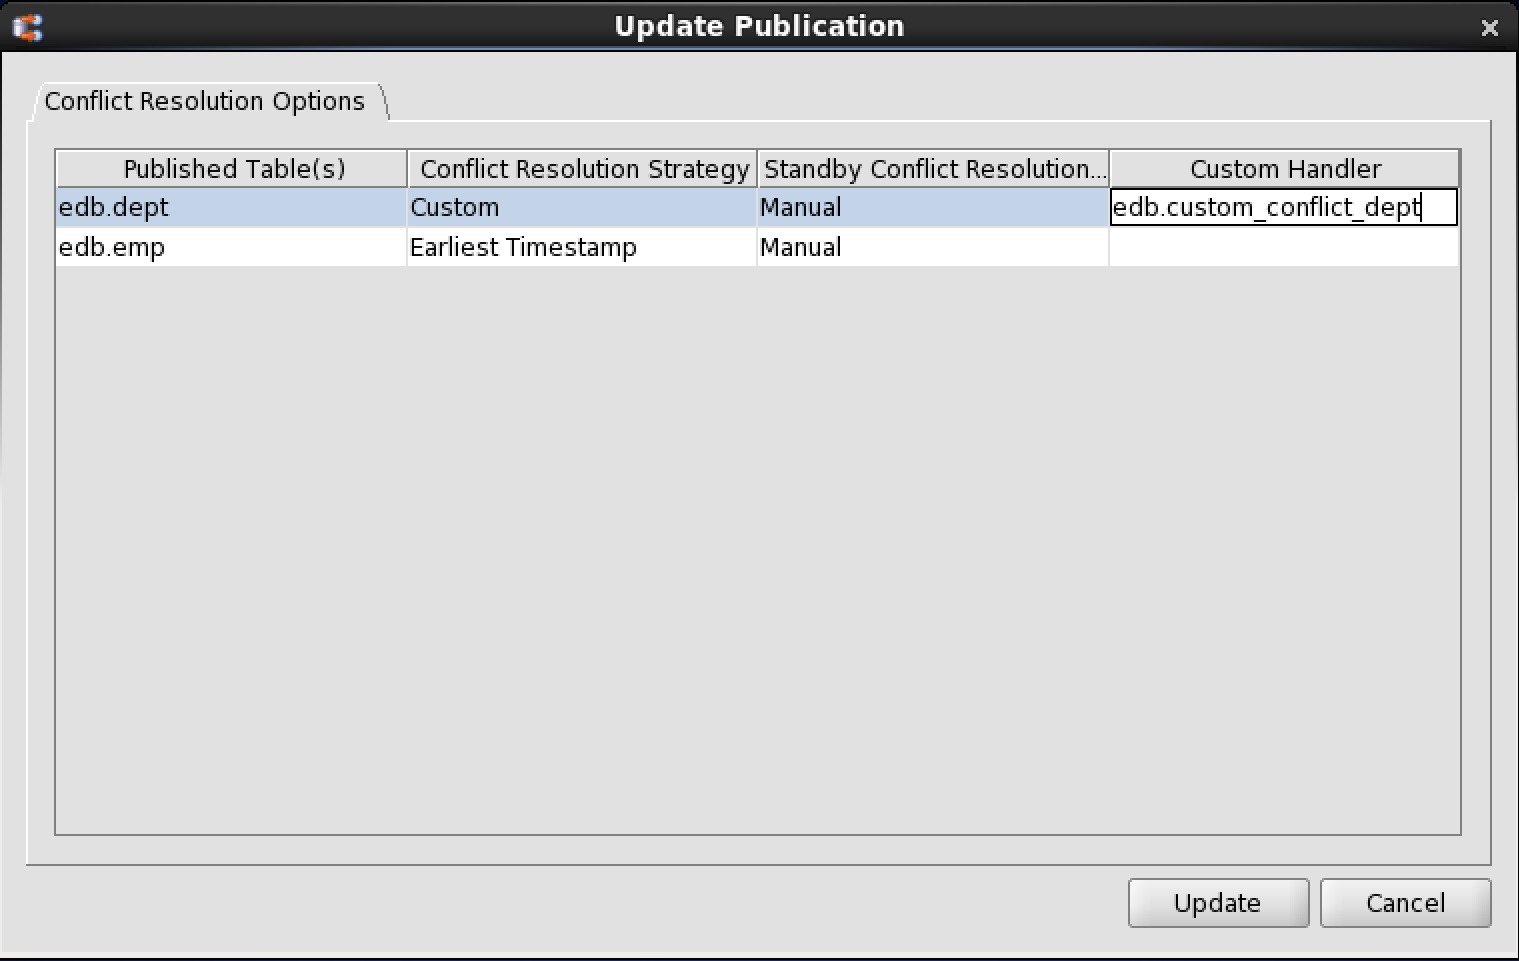 Update Publication
Conflict Resolution Options
Published Table(s) Conflict Resolution Strategy Standby Conflict Resolution... Custom Handler
edb.dept Custom Manual edb.custom_conflict_dept
edb.emp Earliest Timestamp Manual
Update Cancel